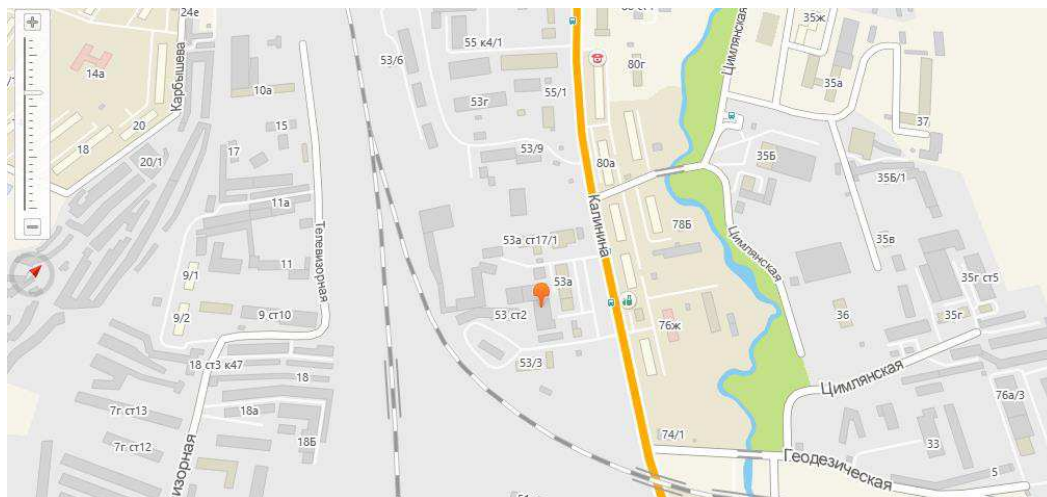 24е
35ж
55 к4/1
Цимлянская
53/6
80г
14а
Карбышева
10а
53г
55/1
35а
20
15
37
18
20/1
17
53/9
80а
35Б
35Б/1
11а
Калинина
78Б
Телевизорная
53а ст17/1
Цимлянская
35в
11
9/1
53а
35г ст5
9/2
9 ст10
53 ст2
76ж
36
35г
18 ст3 к47
53/3
18
Цимлянская
7г ст13
18а
76а/3
7г ст12
18Б
74/1
33
Геодезическая
5